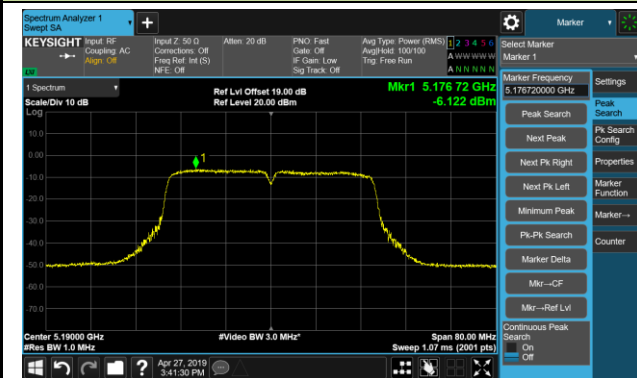 Spectrum Analyzer 1
Swept SA
Marker
KEYSIGHT
Input: RF
Coupling: AC
Align: Off
Input Z: 50 Ω
Corrections: Off
Freq Ref: Int (S)
NFE: Off
Atten: 20 dB
PNO: Fast
Gate: Off
IF Gain: Low
Sig Track: Off
Avg Type: Power (RMS)
Avg|Hold: 100/100
Trig: Free Run
1 2 3 4 5 6
A W W W W W
A N N N N N
Select Marker
Marker 1
1 Spectrum
Scale/Div 10 dB
Log
Ref Lvl Offset 19.00 dB
Ref Level 20.00 dBm
Mkr1 5.176 72 GHz
-6.122 dBm
10.0
0.00
-10.0
-20.0
-30.0
-40.0
-50.0
-60.0
-70.0
1
Center 5.19000 GHz
#Res BW 1.0 MHz
#Video BW 3.0 MHz*
Span 80.00 MHz
Sweep 1.07 ms (2001 pts)
Marker Frequency
5.176720000 GHz
Peak Search
Next Peak
Next Pk Right
Next Pk Left
Minimum Peak
Pk-Pk Search
Marker Delta
Mkr→CF
Mkr→Ref Lvl
Continuous Peak
Search
On
Off
Settings
Peak
Search
Pk Search
Config
Properties
Marker
Function
Marker→
Counter
Apr 27, 2019
3:41:30 PM